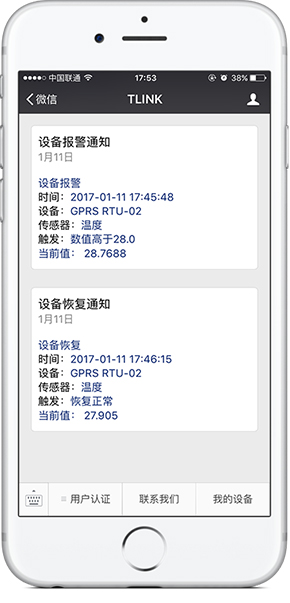 中国联通 17:53 38%
微信 TLINK
设备报警通知
1月11日
设备报警
时间：2017-01-11 17:45:48
设备：GPRS RTU-02
传感器：温度
触发：数值高于28.0
当前值： 28.7688
设备恢复通知
1月11日
设备恢复
时间：2017-01-11 17:46:15
设备：GPRS RTU-02
传感器：温度
触发：恢复正常
当前值： 27.905
用户认证 联系我们 我的设备